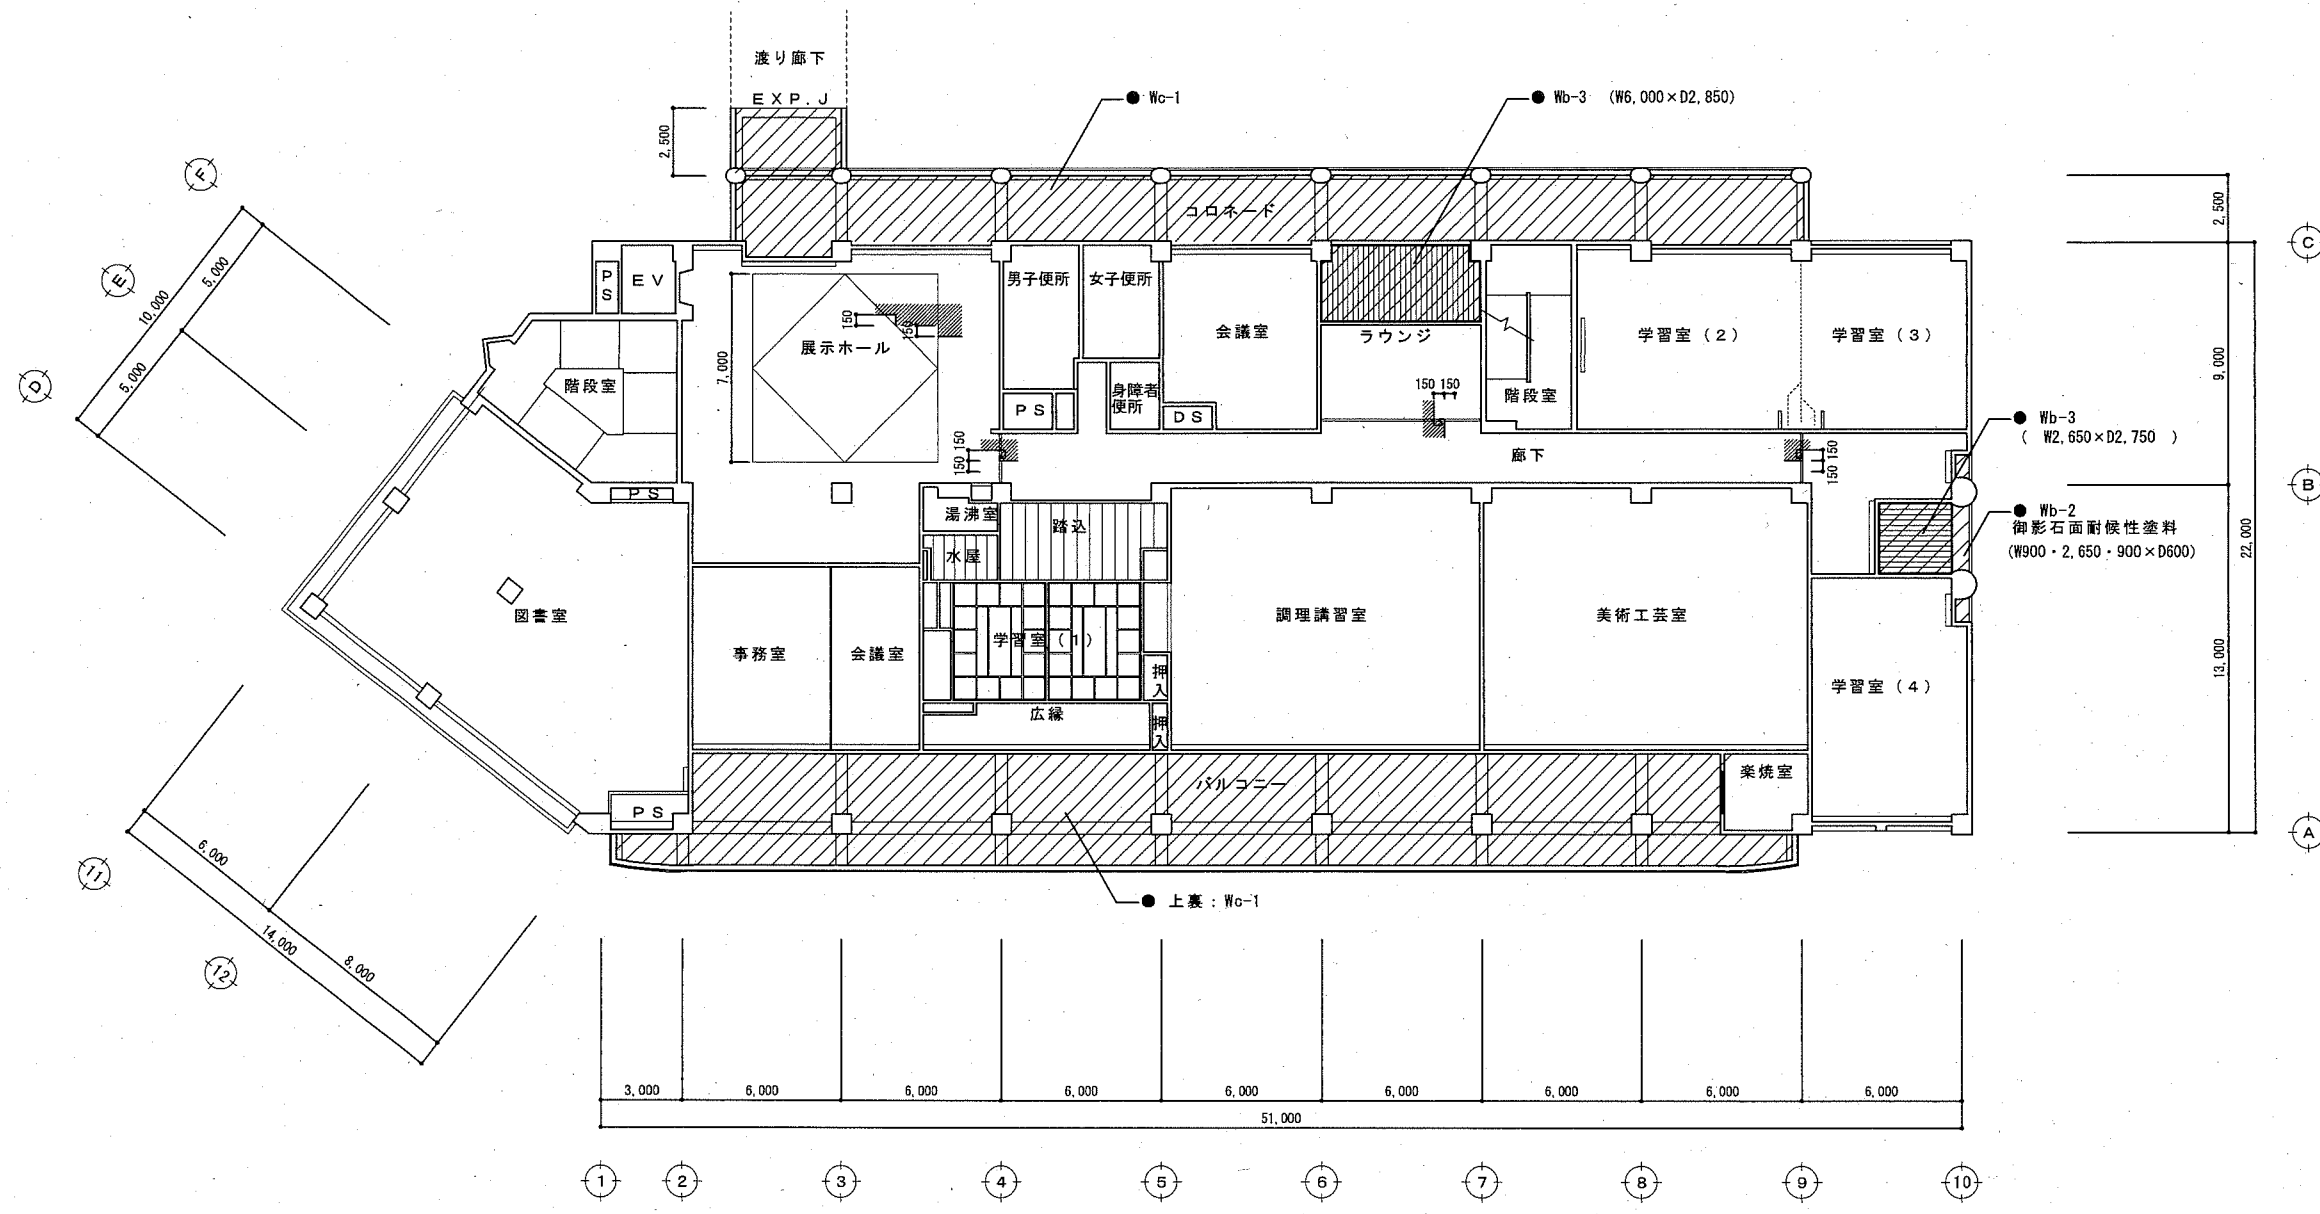 渡り廊下
EXP.J
● Wc-1
● Wb-3 (W6,000×D2,850)
2,500
コロネード
F
E
D
5,000
10,000
5,000
PS
EV
男子便所
女子便所
会議室
ラウンジ
学習室(2)
学習室(3)
2,500
C
150
150
展示ホール
7,000
階段室
身障者
便所
PS
DS
150 150
階段室
9,000
● Wb-3
( W2,650×D2,750 )
150
150
廊下
150
150
B
PS
湯沸室
踏込
水屋
● Wb-2
御影石面耐候性塗料
(W900・2,650・900×D600)
22,000
図書室
事務室
会議室
学習室(1)
調理講習室
美術工芸室
13,000
押入
学習室(4)
広縁
押入
バルコニー
楽焼室
PS
A
6,000
14,000
8,000
11
12
● 上裏:Wc-1
3,000
6,000
6,000
6,000
6,000
6,000
6,000
6,000
6,000
51,000
1
2
3
4
5
6
7
8
9
10